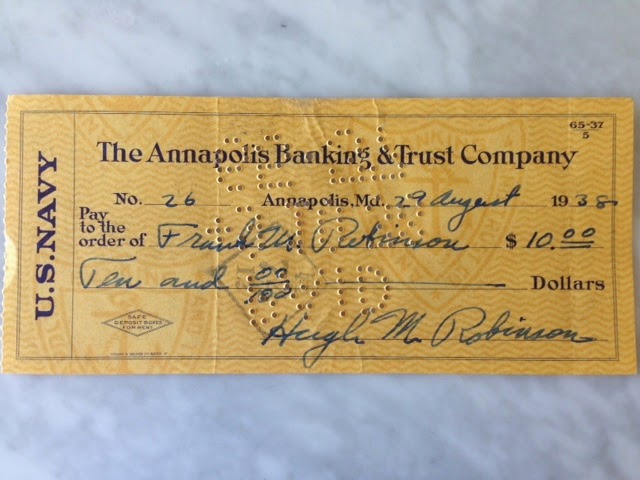 65-37
5
U.S. NAVY
The Annapolis Banking & Trust Company
No. 26 Annapolis, Md. 29 August 1938
Pay to the order of Frank M. Robinson $ 10.00
Ten and 00/100 Dollars
SAFE
DEPOSIT BOXES
FOR RENT
Hugh M. Robinson